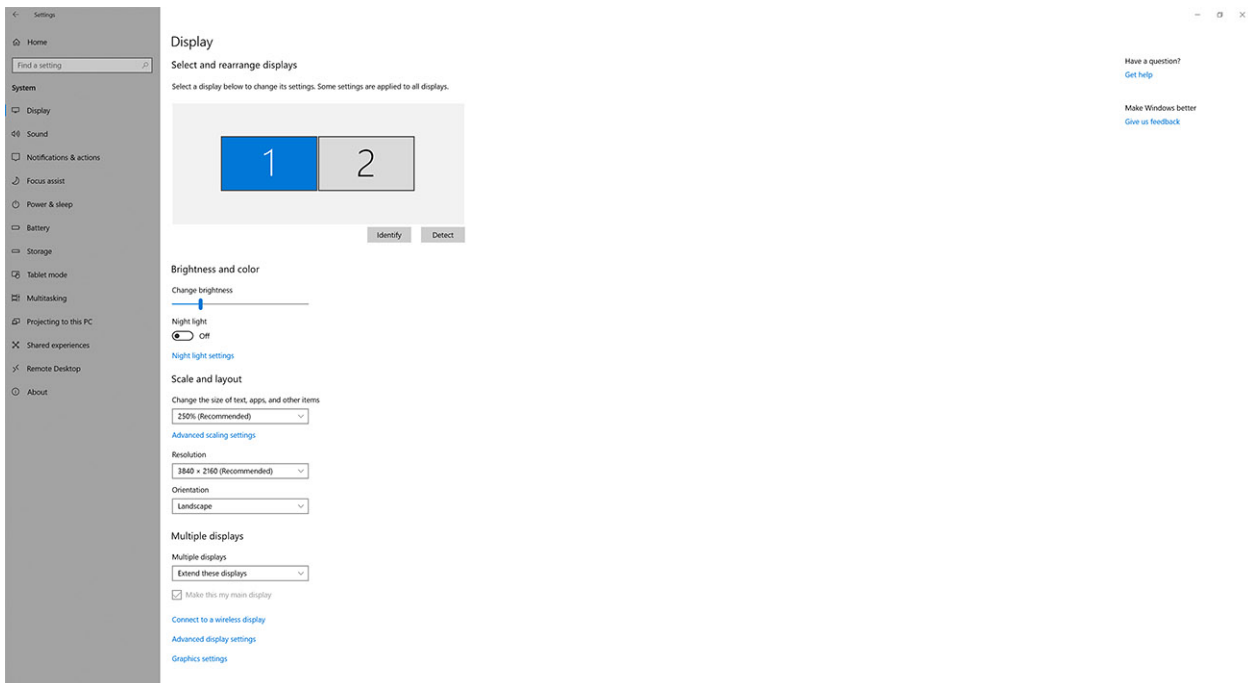 Settings
Home
Find a setting
System
Display
Sound
Notifications & actions
Focus assist
Power & sleep
Battery
Storage
Tablet mode
Multitasking
Projecting to this PC
Shared experiences
Remote Desktop
About
Display
Select and rearrange displays
Select a display below to change its settings. Some settings are applied to all displays.
1 2
Identify Detect
Brightness and color
Change brightness
Night light
Off
Night light settings
Scale and layout
Change the size of text, apps, and other items
250% (Recommended)
Advanced scaling settings
Resolution
3840 × 2160 (Recommended)
Orientation
Landscape
Multiple displays
Multiple displays
Extend these displays
Make this my main display
Connect to a wireless display
Advanced display settings
Graphics settings
Have a question?
Get help
Make Windows better
Give us feedback